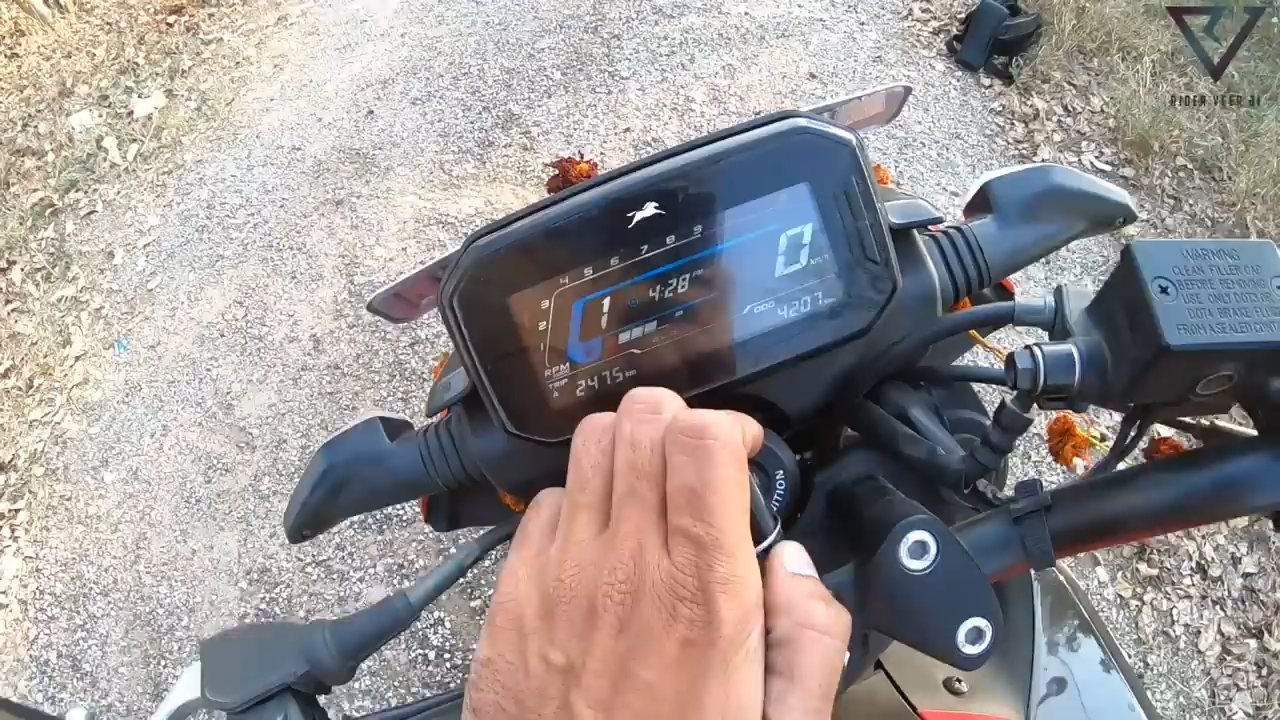 RIDER VEER JI
4 5 6 7 8 9
3
2
1
RPM
1
4:28 PM
0
km/h
ODO 4207 km
TRIP
A 2475 km
IGNITION
WARNING
CLEAN FILLER CAP
BEFORE REMOVING
USE ONLY DOT3 OR
DOT4 BRAKE FLUID
FROM A SEALED CONT